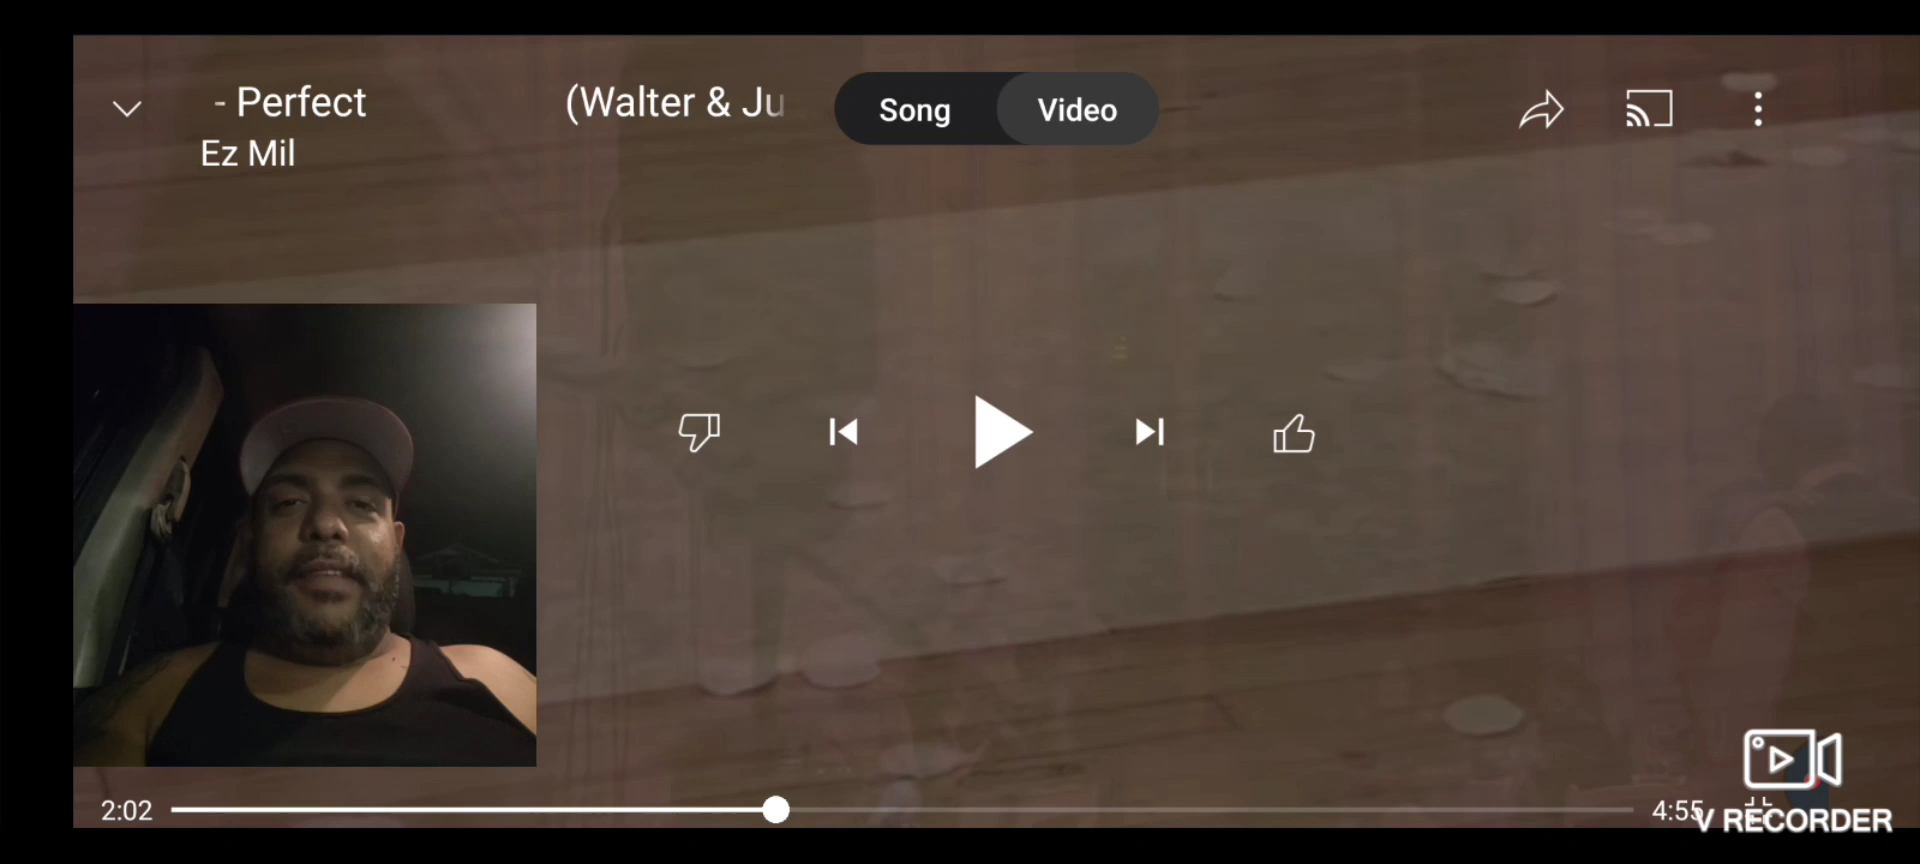 - Perfect (Walter & Ju
Ez Mil
Song Video
2:02 4:55
V RECORDER